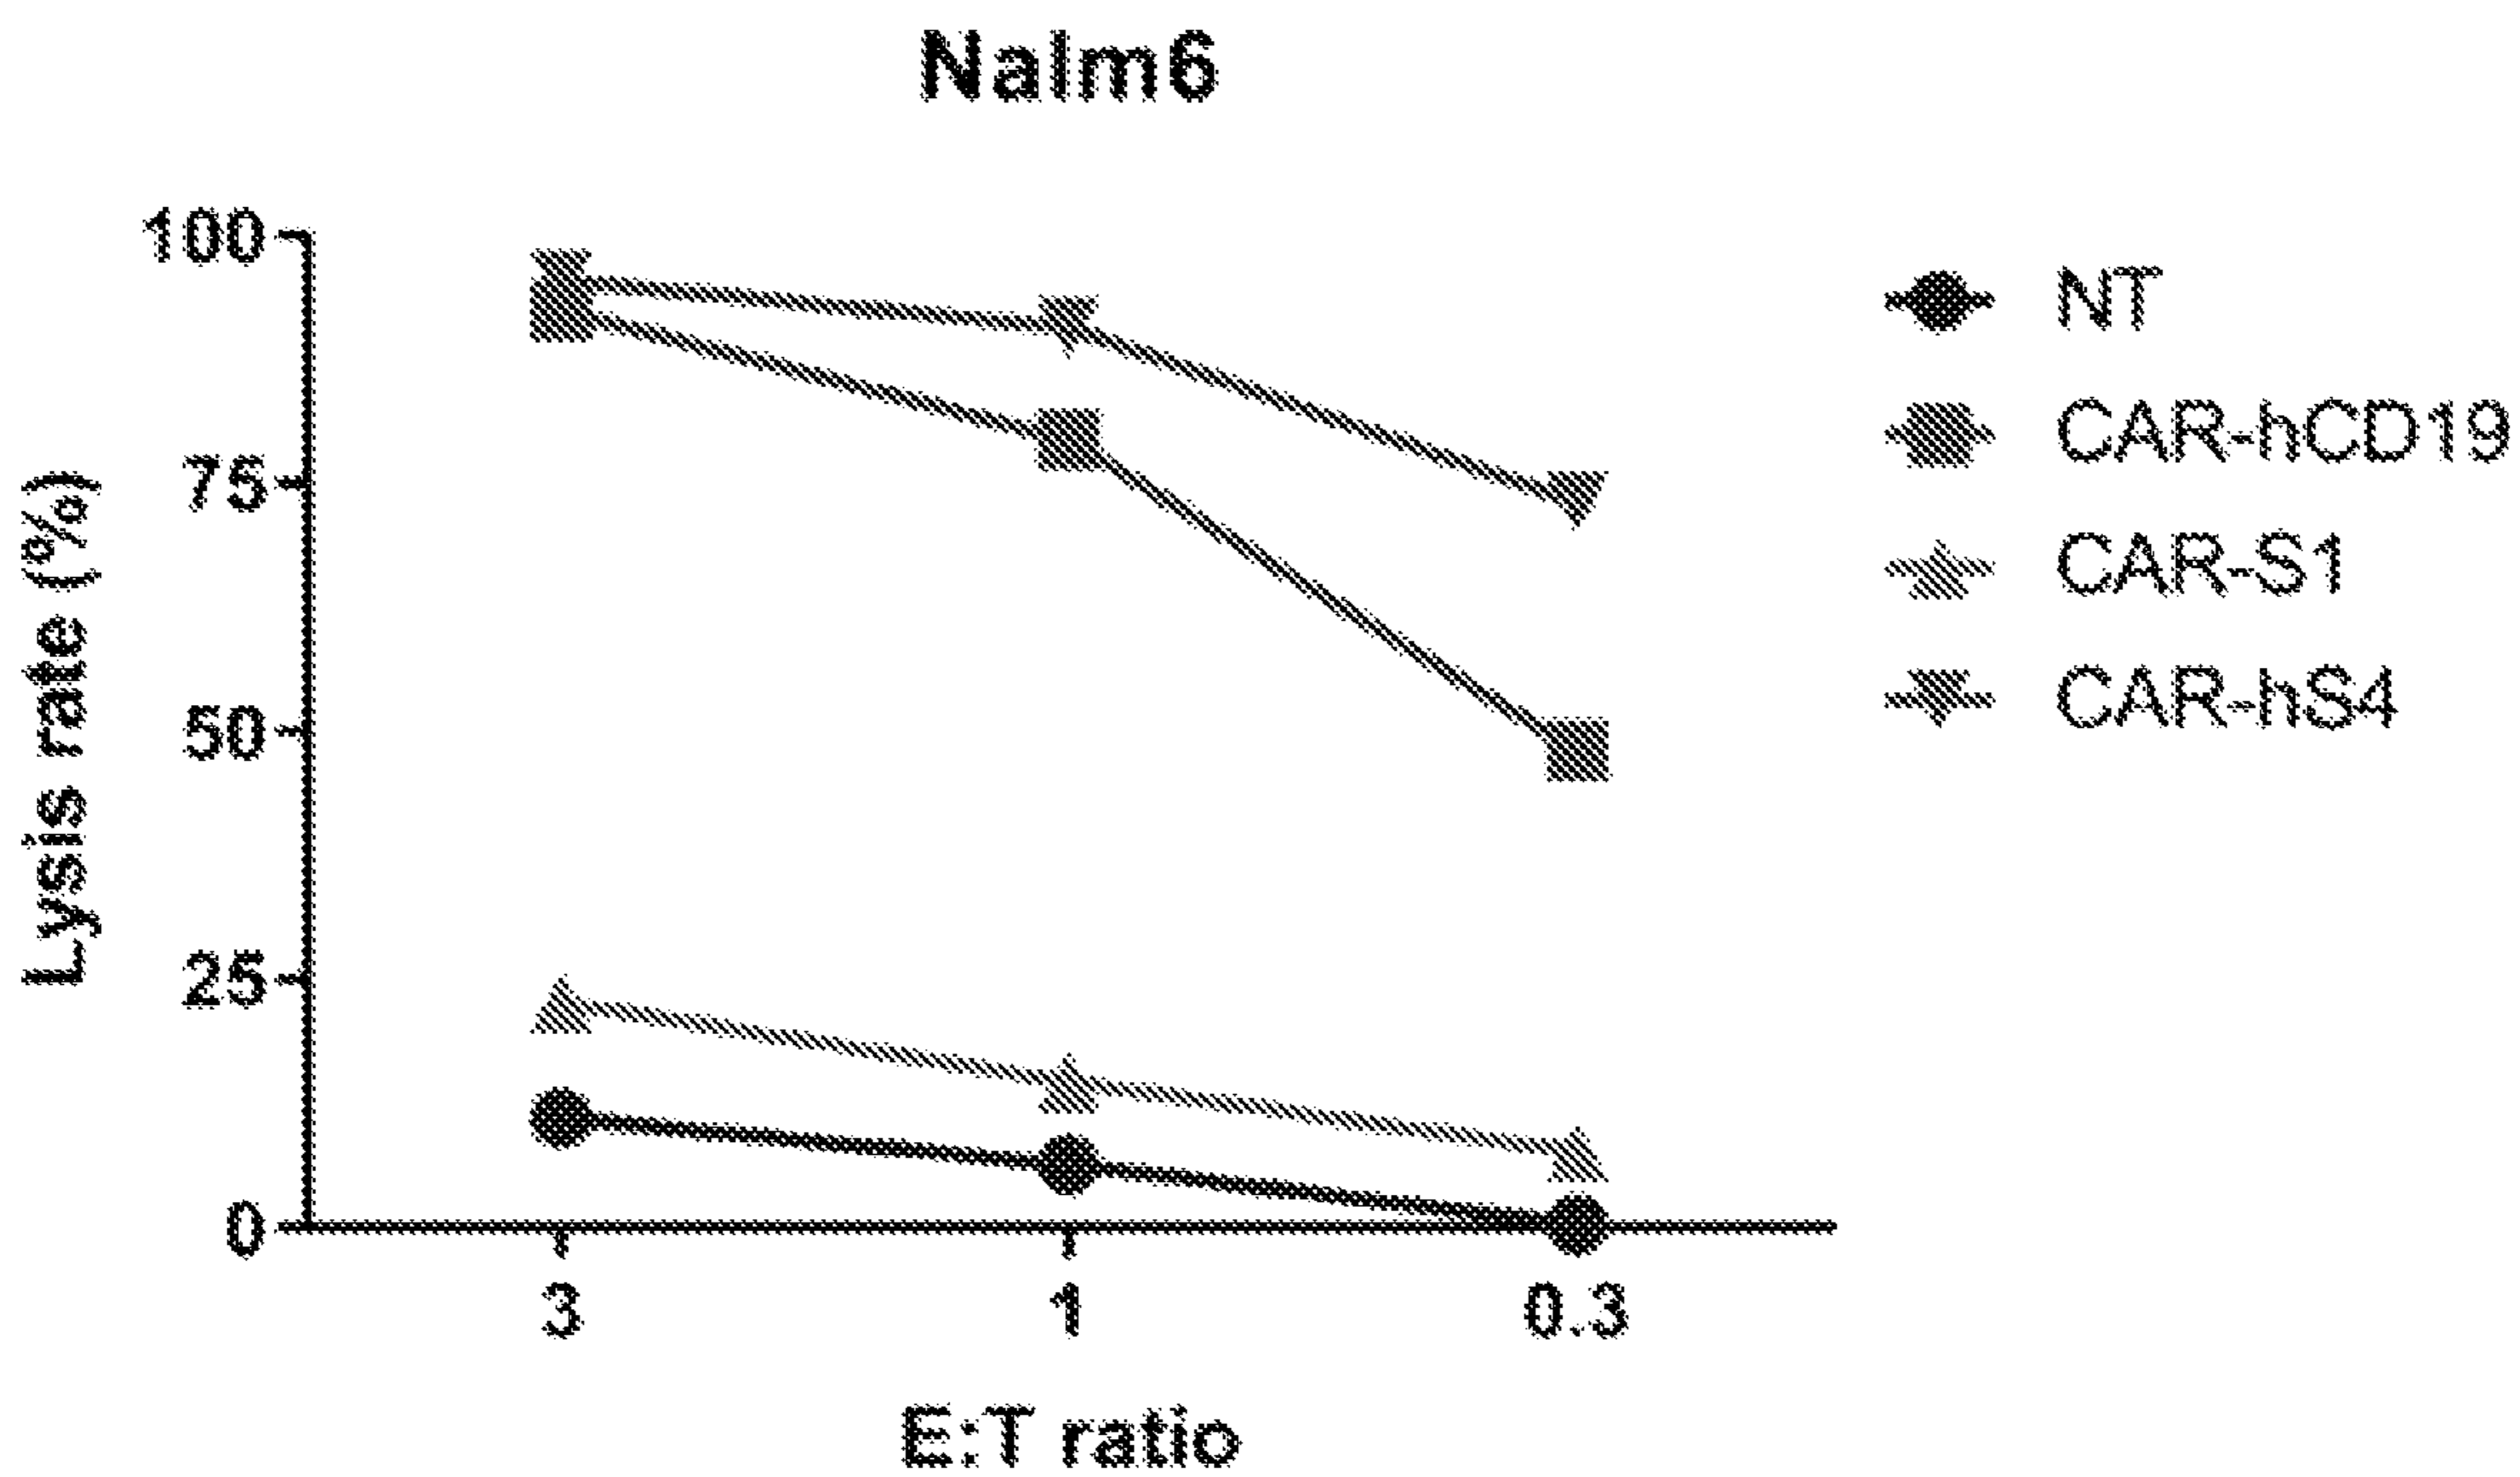 Nalm6
Lysis rate (%)
100
75
50
25
0
3
1
0.3
E:T ratio
NT
CAR-hCD19
CAR-S1
CAR-hS4